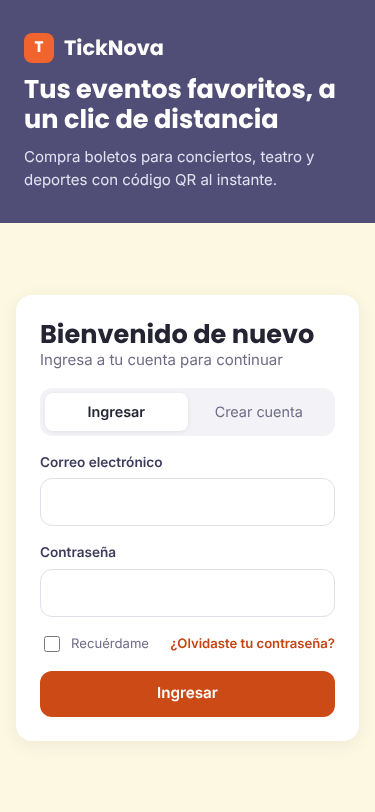 T TickNova
Tus eventos favoritos, a
un clic de distancia
Compra boletos para conciertos, teatro y
deportes con código QR al instante.
Bienvenido de nuevo
Ingresa a tu cuenta para continuar
Ingresar Crear cuenta
Correo electrónico
Contraseña
Recuérdame ¿Olvidaste tu contraseña?
Ingresar